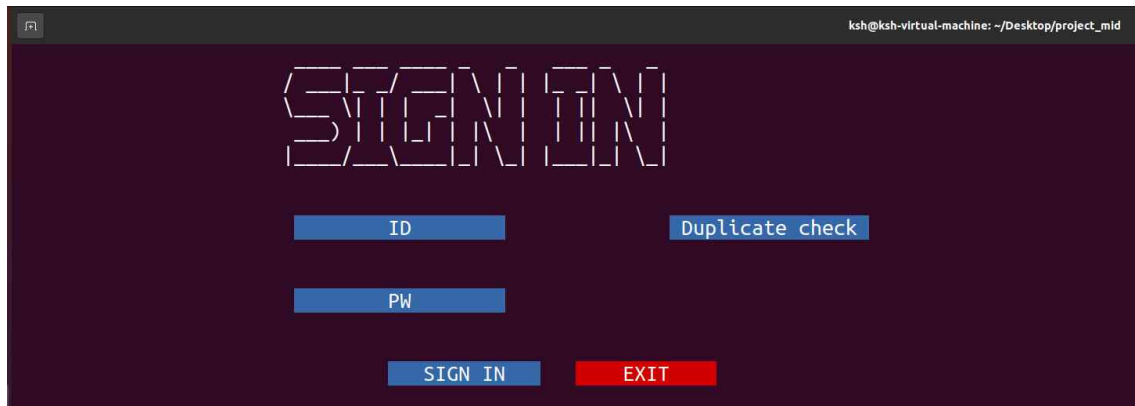 ksh@ksh-virtual-machine: ~/Desktop/project_mid
SIGN IN
ID
Duplicate check
PW
SIGN IN
EXIT